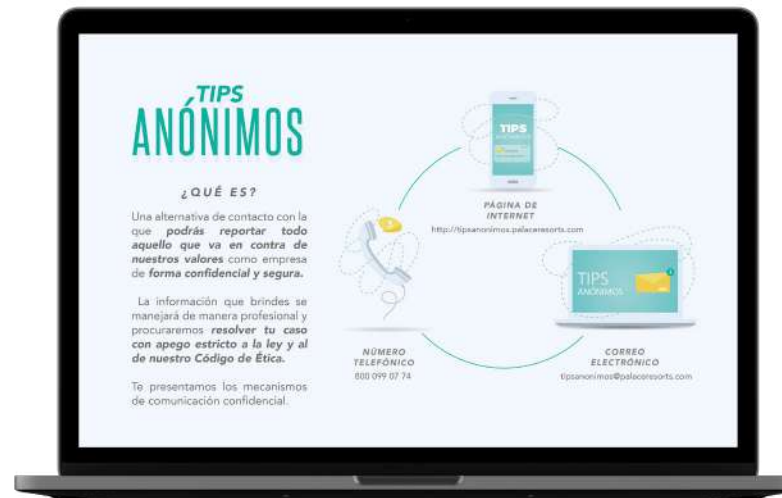 TIPS
ANÓNIMOS
¿QUÉ ES?
Una alternativa de contacto con la
que podrás reportar todo
aquello que va en contra de
nuestros valores como empresa
de forma confidencial y segura.
La información que brindes se
manejará de manera profesional y
procuraremos resolver tu caso
con apego estricto a la ley y al
de nuestro Código de Ética.
Te presentamos los mecanismos
de comunicación confidencial.
TIPS
PÁGINA DE
INTERNET
http://tipsanonimos.palaceresorts.com
NÚMERO
TELEFÓNICO
800 099 07 74
TIPS
ANÓNIMOS
CORREO
ELECTRÓNICO
tipsanonimos@palaceresorts.com